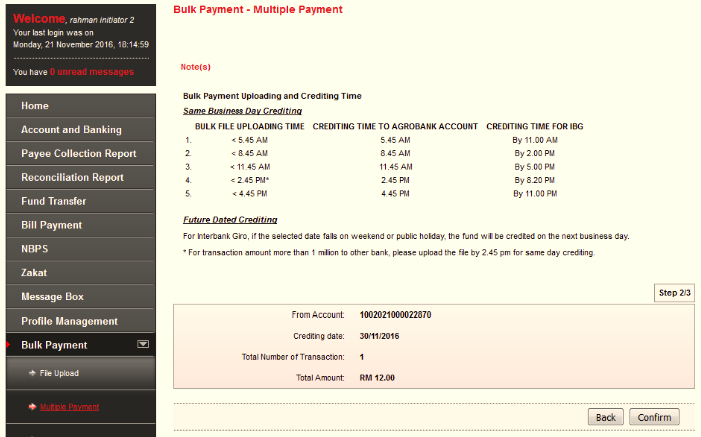 Welcome, rahman initiator 2
Your last login was on
Monday, 21 November 2016, 18:14:59
You have 0 unread messages
Home
Account and Banking
Payee Collection Report
Reconciliation Report
Fund Transfer
Bill Payment
NBPS
Zakat
Message Box
Profile Management
Bulk Payment
File Upload
Multiple Payment
Bulk Payment - Multiple Payment
Note(s)
Bulk Payment Uploading and Crediting Time
Same Business Day Crediting
BULK FILE UPLOADING TIME CREDITING TIME TO AGROBANK ACCOUNT CREDITING TIME FOR IBG
1. < 5.45 AM 5.45 AM By 11.00 AM
2. < 8.45 AM 8.45 AM By 2.00 PM
3. < 11.45 AM 11.45 AM By 5.00 PM
4. < 2.45 PM* 2.45 PM By 8.20 PM
5. < 4.45 PM 4.45 PM By 11.00 PM
Future Dated Crediting
For Interbank Giro, if the selected date falls on weekend or public holiday, the fund will be credited on the next business day.
* For transaction amount more than 1 million to other bank, please upload the file by 2.45 pm for same day crediting.
Step 2/3
From Account: 1002021000022870
Crediting date: 30/11/2016
Total Number of Transaction: 1
Total Amount: RM 12.00
Back Confirm